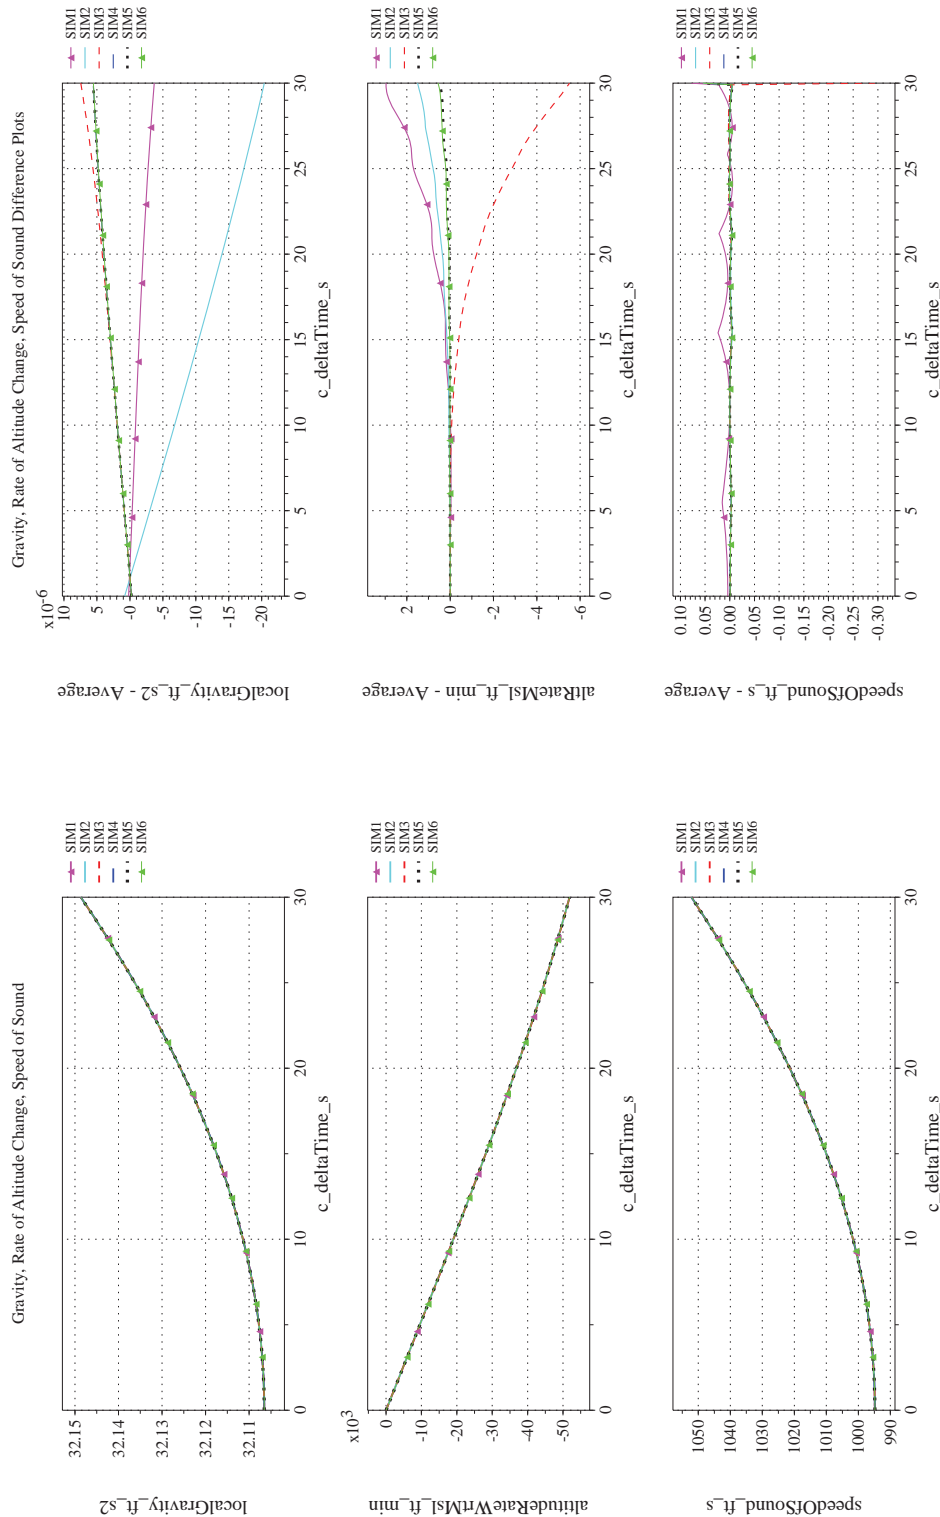 Gravity, Rate of Altitude Change, Speed of Sound
localGravity_ft_s2
32.15
32.14
32.13
32.12
32.11
0
10
20
30
c_deltaTime_s
SIM1
SIM2
SIM3
SIM4
SIM5
SIM6
altitudeRateWrtMsl_ft_min
x10³
0
-10
-20
-30
-40
-50
0
10
20
30
c_deltaTime_s
SIM1
SIM2
SIM3
SIM5
SIM6
speedOfSound_ft_s
1050
1040
1030
1020
1010
1000
990
0
10
20
30
c_deltaTime_s
SIM1
SIM2
SIM3
SIM4
SIM5
SIM6
Gravity, Rate of Altitude Change, Speed of Sound Difference Plots
localGravity_ft_s2 - Average
x10⁻⁶
10
5
-0
-5
-10
-15
-20
0
5
10
15
20
25
30
c_deltaTime_s
SIM1
SIM2
SIM3
SIM4
SIM5
SIM6
altRateMsl_ft_min - Average
2
0
-2
-4
-6
0
5
10
15
20
25
30
c_deltaTime_s
SIM1
SIM2
SIM3
SIM5
SIM6
speedOfSound_ft_s - Average
0.10
0.05
0.00
-0.05
-0.10
-0.15
-0.20
-0.25
-0.30
0
5
10
15
20
25
30
c_deltaTime_s
SIM1
SIM2
SIM3
SIM4
SIM5
SIM6